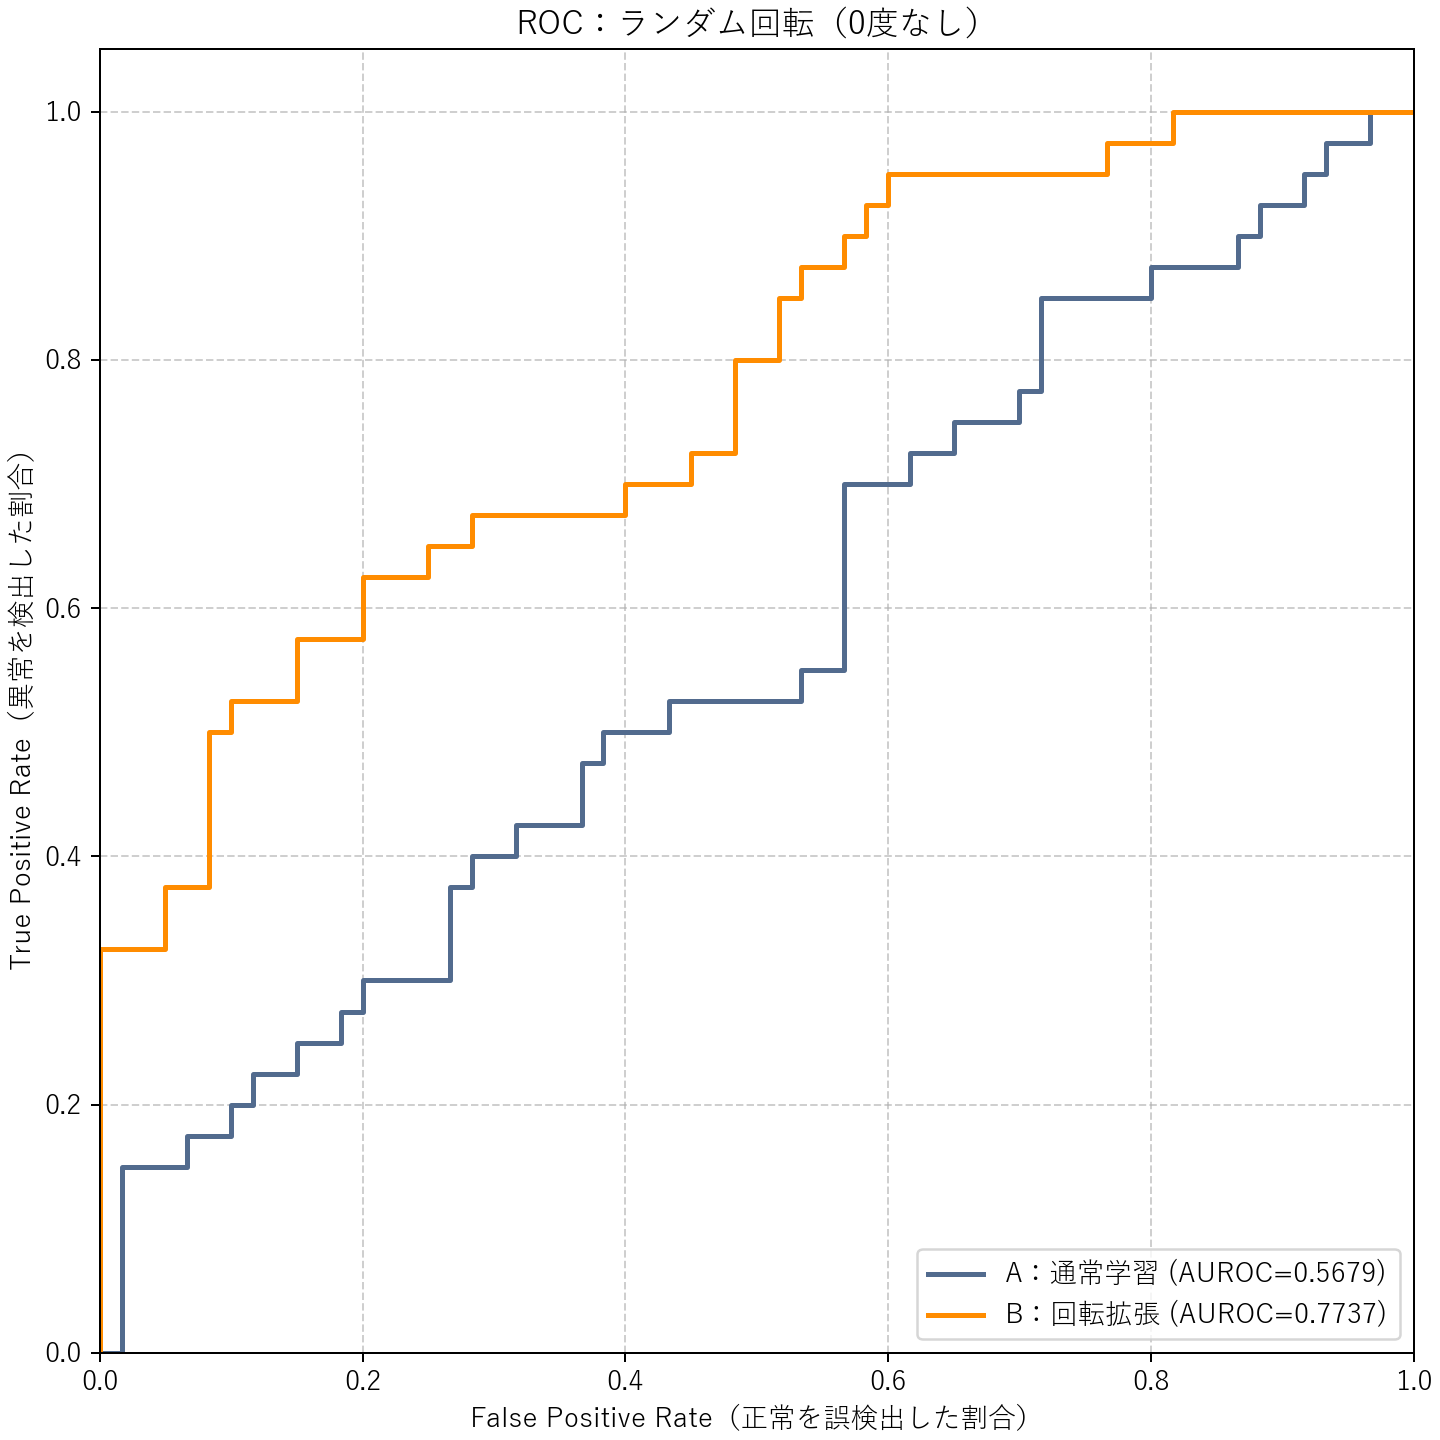 ROC：ランダム回転（0度なし）
True Positive Rate（異常を検出した割合）
1.0
0.8
0.6
0.4
0.2
0.0
0.0 0.2 0.4 0.6 0.8 1.0
False Positive Rate（正常を誤検出した割合）
A：通常学習 (AUROC=0.5679)
B：回転拡張 (AUROC=0.7737)